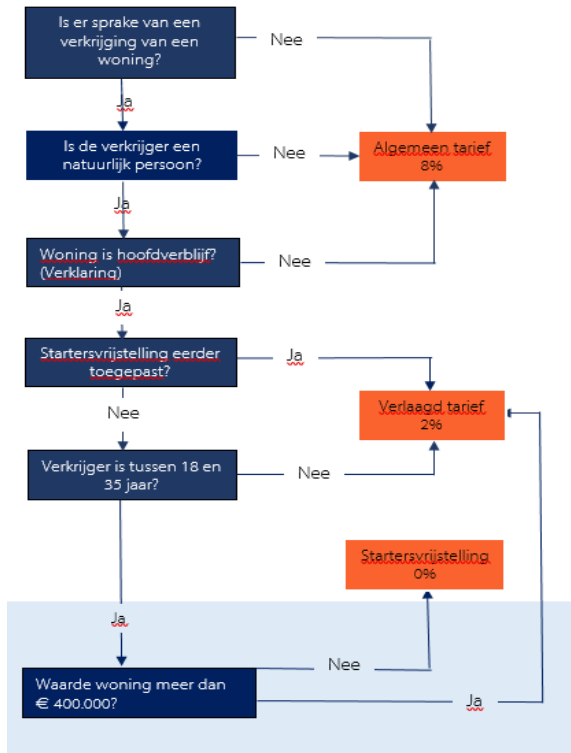 Is er sprake van een
verkrijging van een
woning?
Nee
Ja
Is de verkrijger een
natuurlijk persoon?
Nee
Algemeen tarief
8%
Ja
Woning is hoofdverblijf?
(Verklaring)
Nee
Ja
Startersvrijstelling eerder
toegepast?
Ja
Nee
Verlaagd tarief
2%
Verkrijger is tussen 18 en
35 jaar?
Nee
Startersvrijstelling
0%
Ja
Nee
Waarde woning meer dan
€ 400.000?
Ja